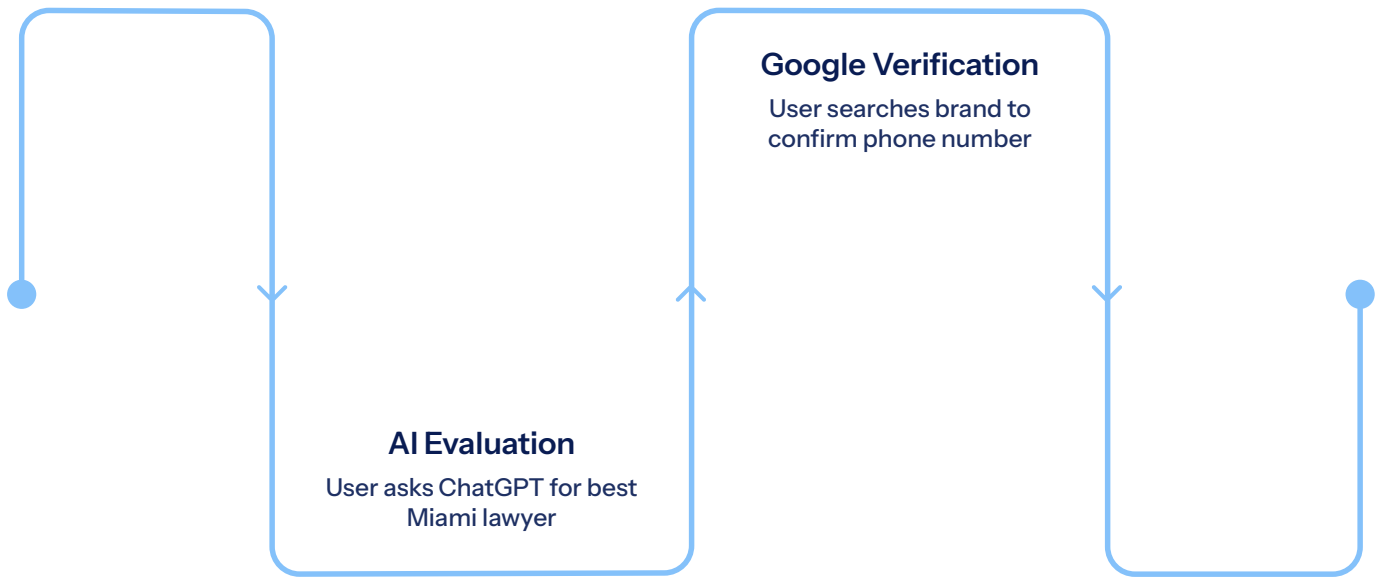 Google Verification
User searches brand to
confirm phone number
AI Evaluation
User asks ChatGPT for best
Miami lawyer